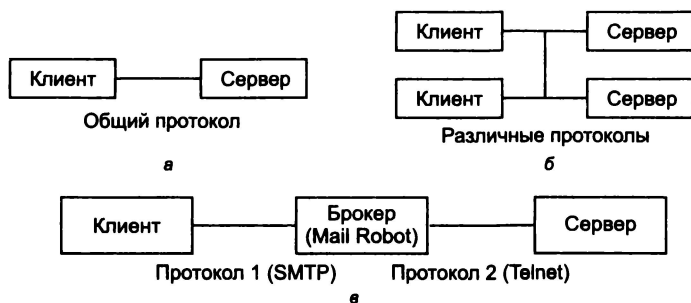 Клиент
Сервер
Общий протокол
а
Клиент
Сервер
Клиент
Сервер
Различные протоколы
б
Клиент
Брокер
(Mail Robot)
Сервер
Протокол 1 (SMTP)
Протокол 2 (Telnet)
в